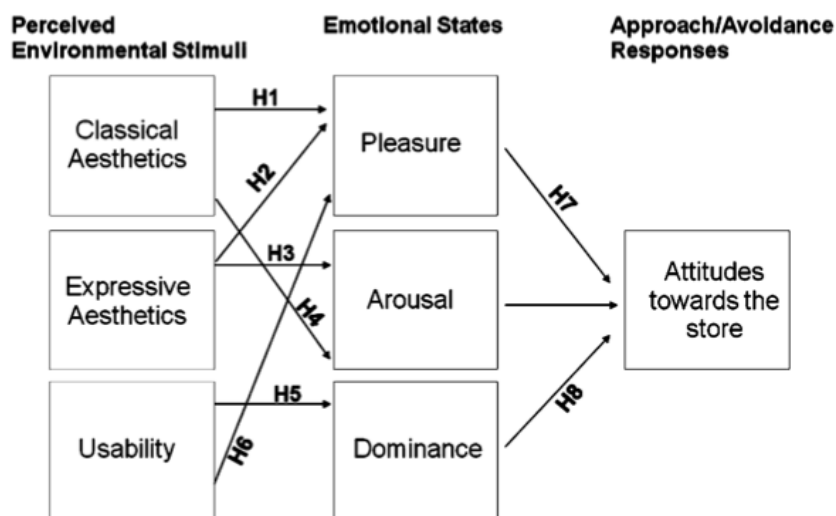 Perceived
Environmental Stimuli
Emotional States
Approach/Avoidance
Responses
Classical
Aesthetics
H1
Pleasure
H2
H7
Expressive
Aesthetics
H3
Arousal
Attitudes
towards the
store
H4
Usability
H5
Dominance
H6
H8